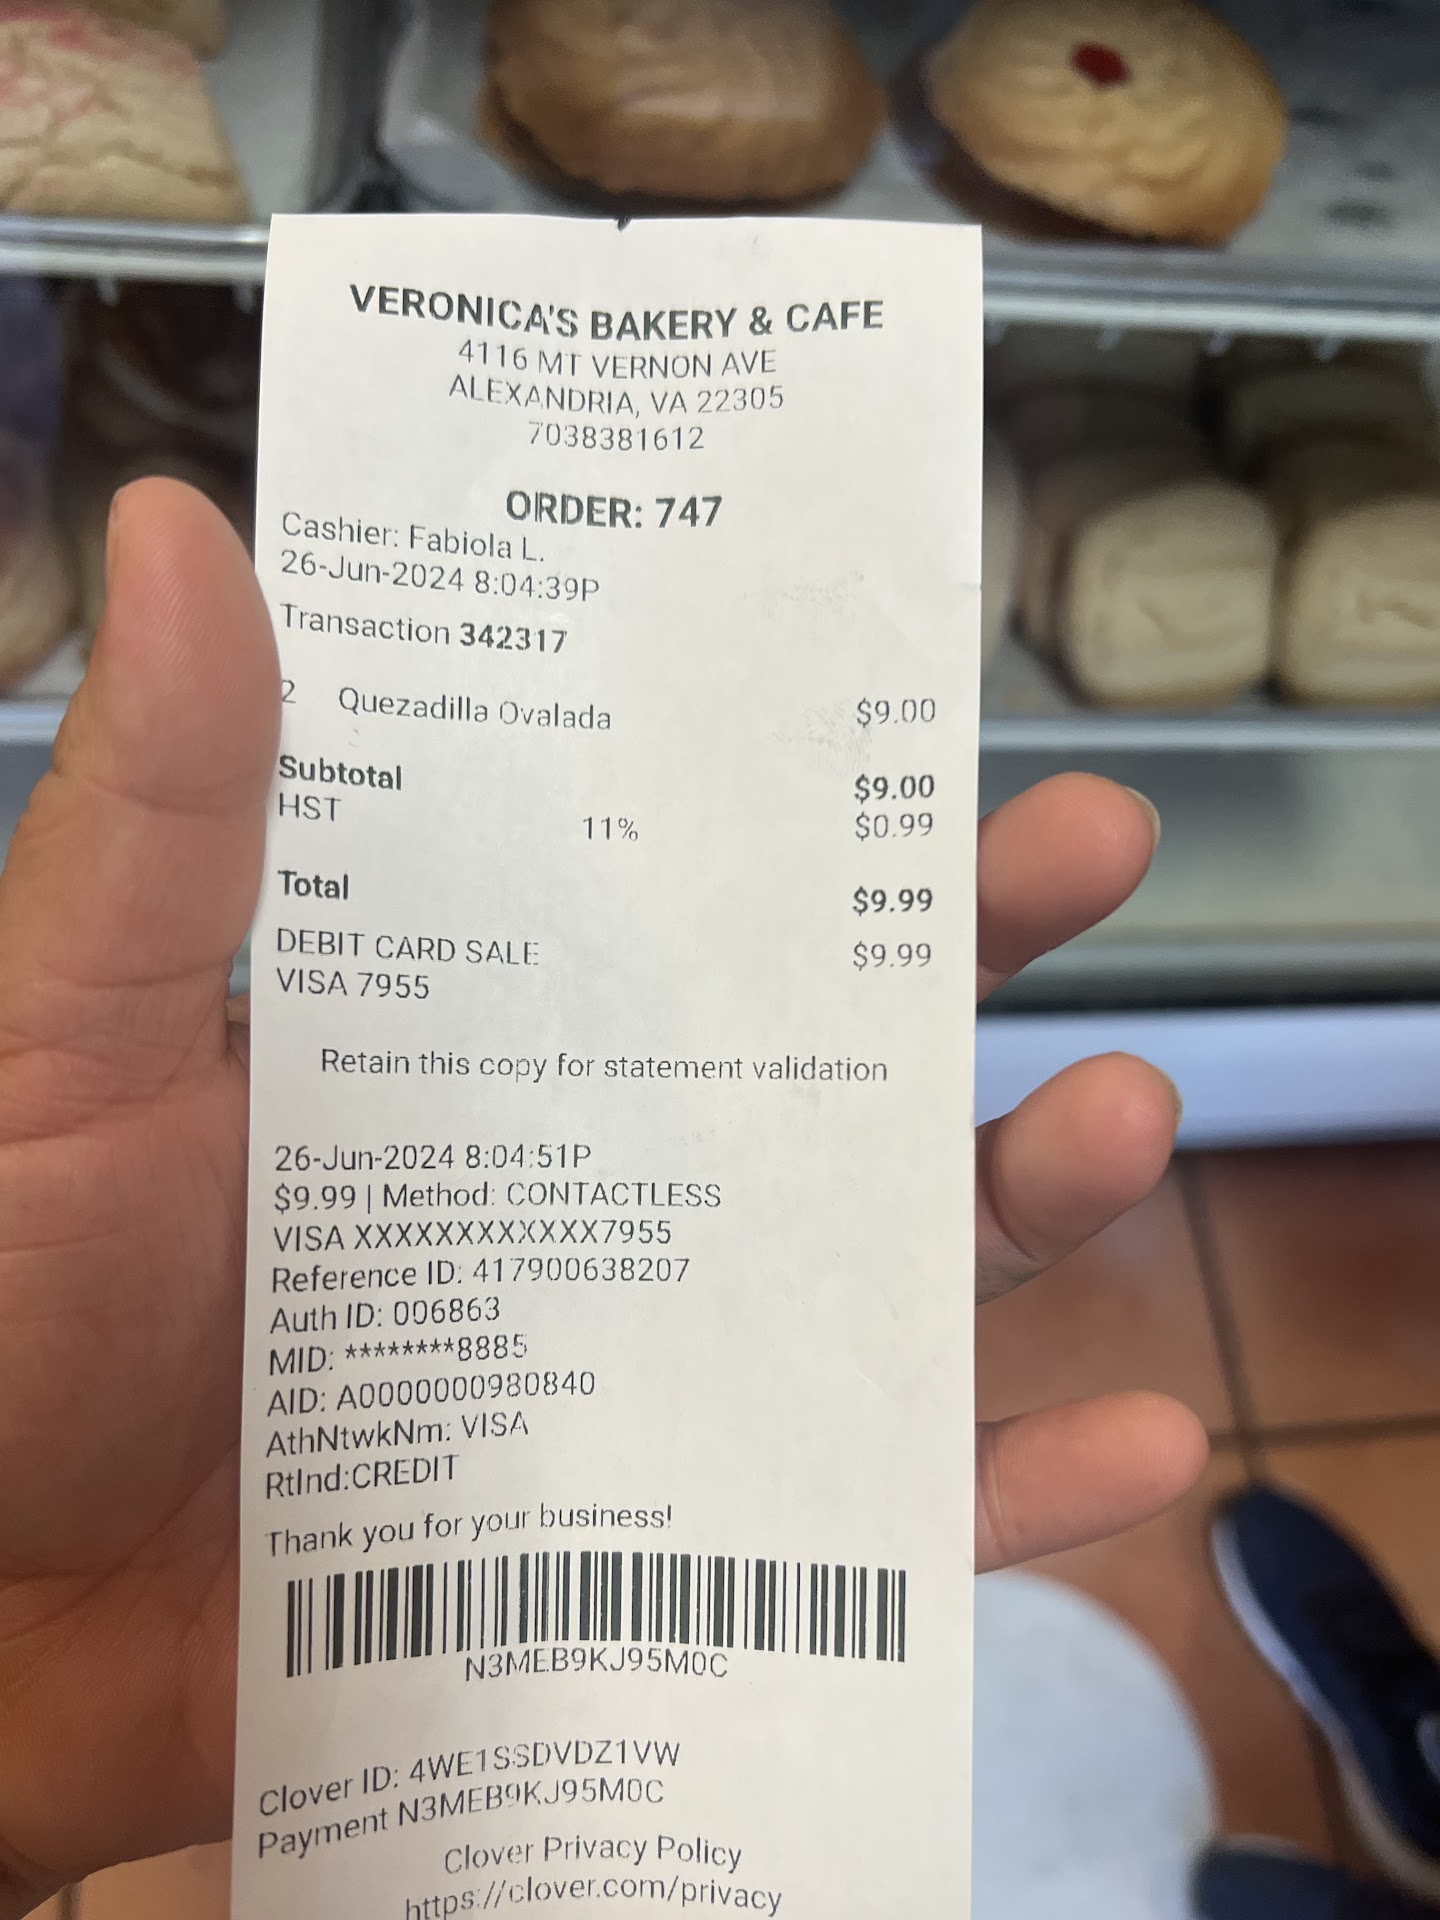 VERONICA'S BAKERY & CAFE
4116 MT VERNON AVE
ALEXANDRIA, VA 22305
7038381612
ORDER: 747
Cashier: Fabiola L.
26-Jun-2024 8:04:39P
Transaction 342317
2 Quezadilla Ovalada $9.00
Subtotal $9.00
HST 11% $0.99
Total $9.99
DEBIT CARD SALE $9.99
VISA 7955
Retain this copy for statement validation
26-Jun-2024 8:04:51P
$9.99 | Method: CONTACTLESS
VISA XXXXXXXXXXXX7955
Reference ID: 417900638207
Auth ID: 006863
MID: ********8885
AID: A0000000980840
AthNtwkNm: VISA
RtInd:CREDIT
Thank you for your business!
N3MEB9KJ95M0C
Clover ID: 4WE1SSDVDZ1VW
Payment N3MEB9KJ95M0C
Clover Privacy Policy
https://clover.com/privacy